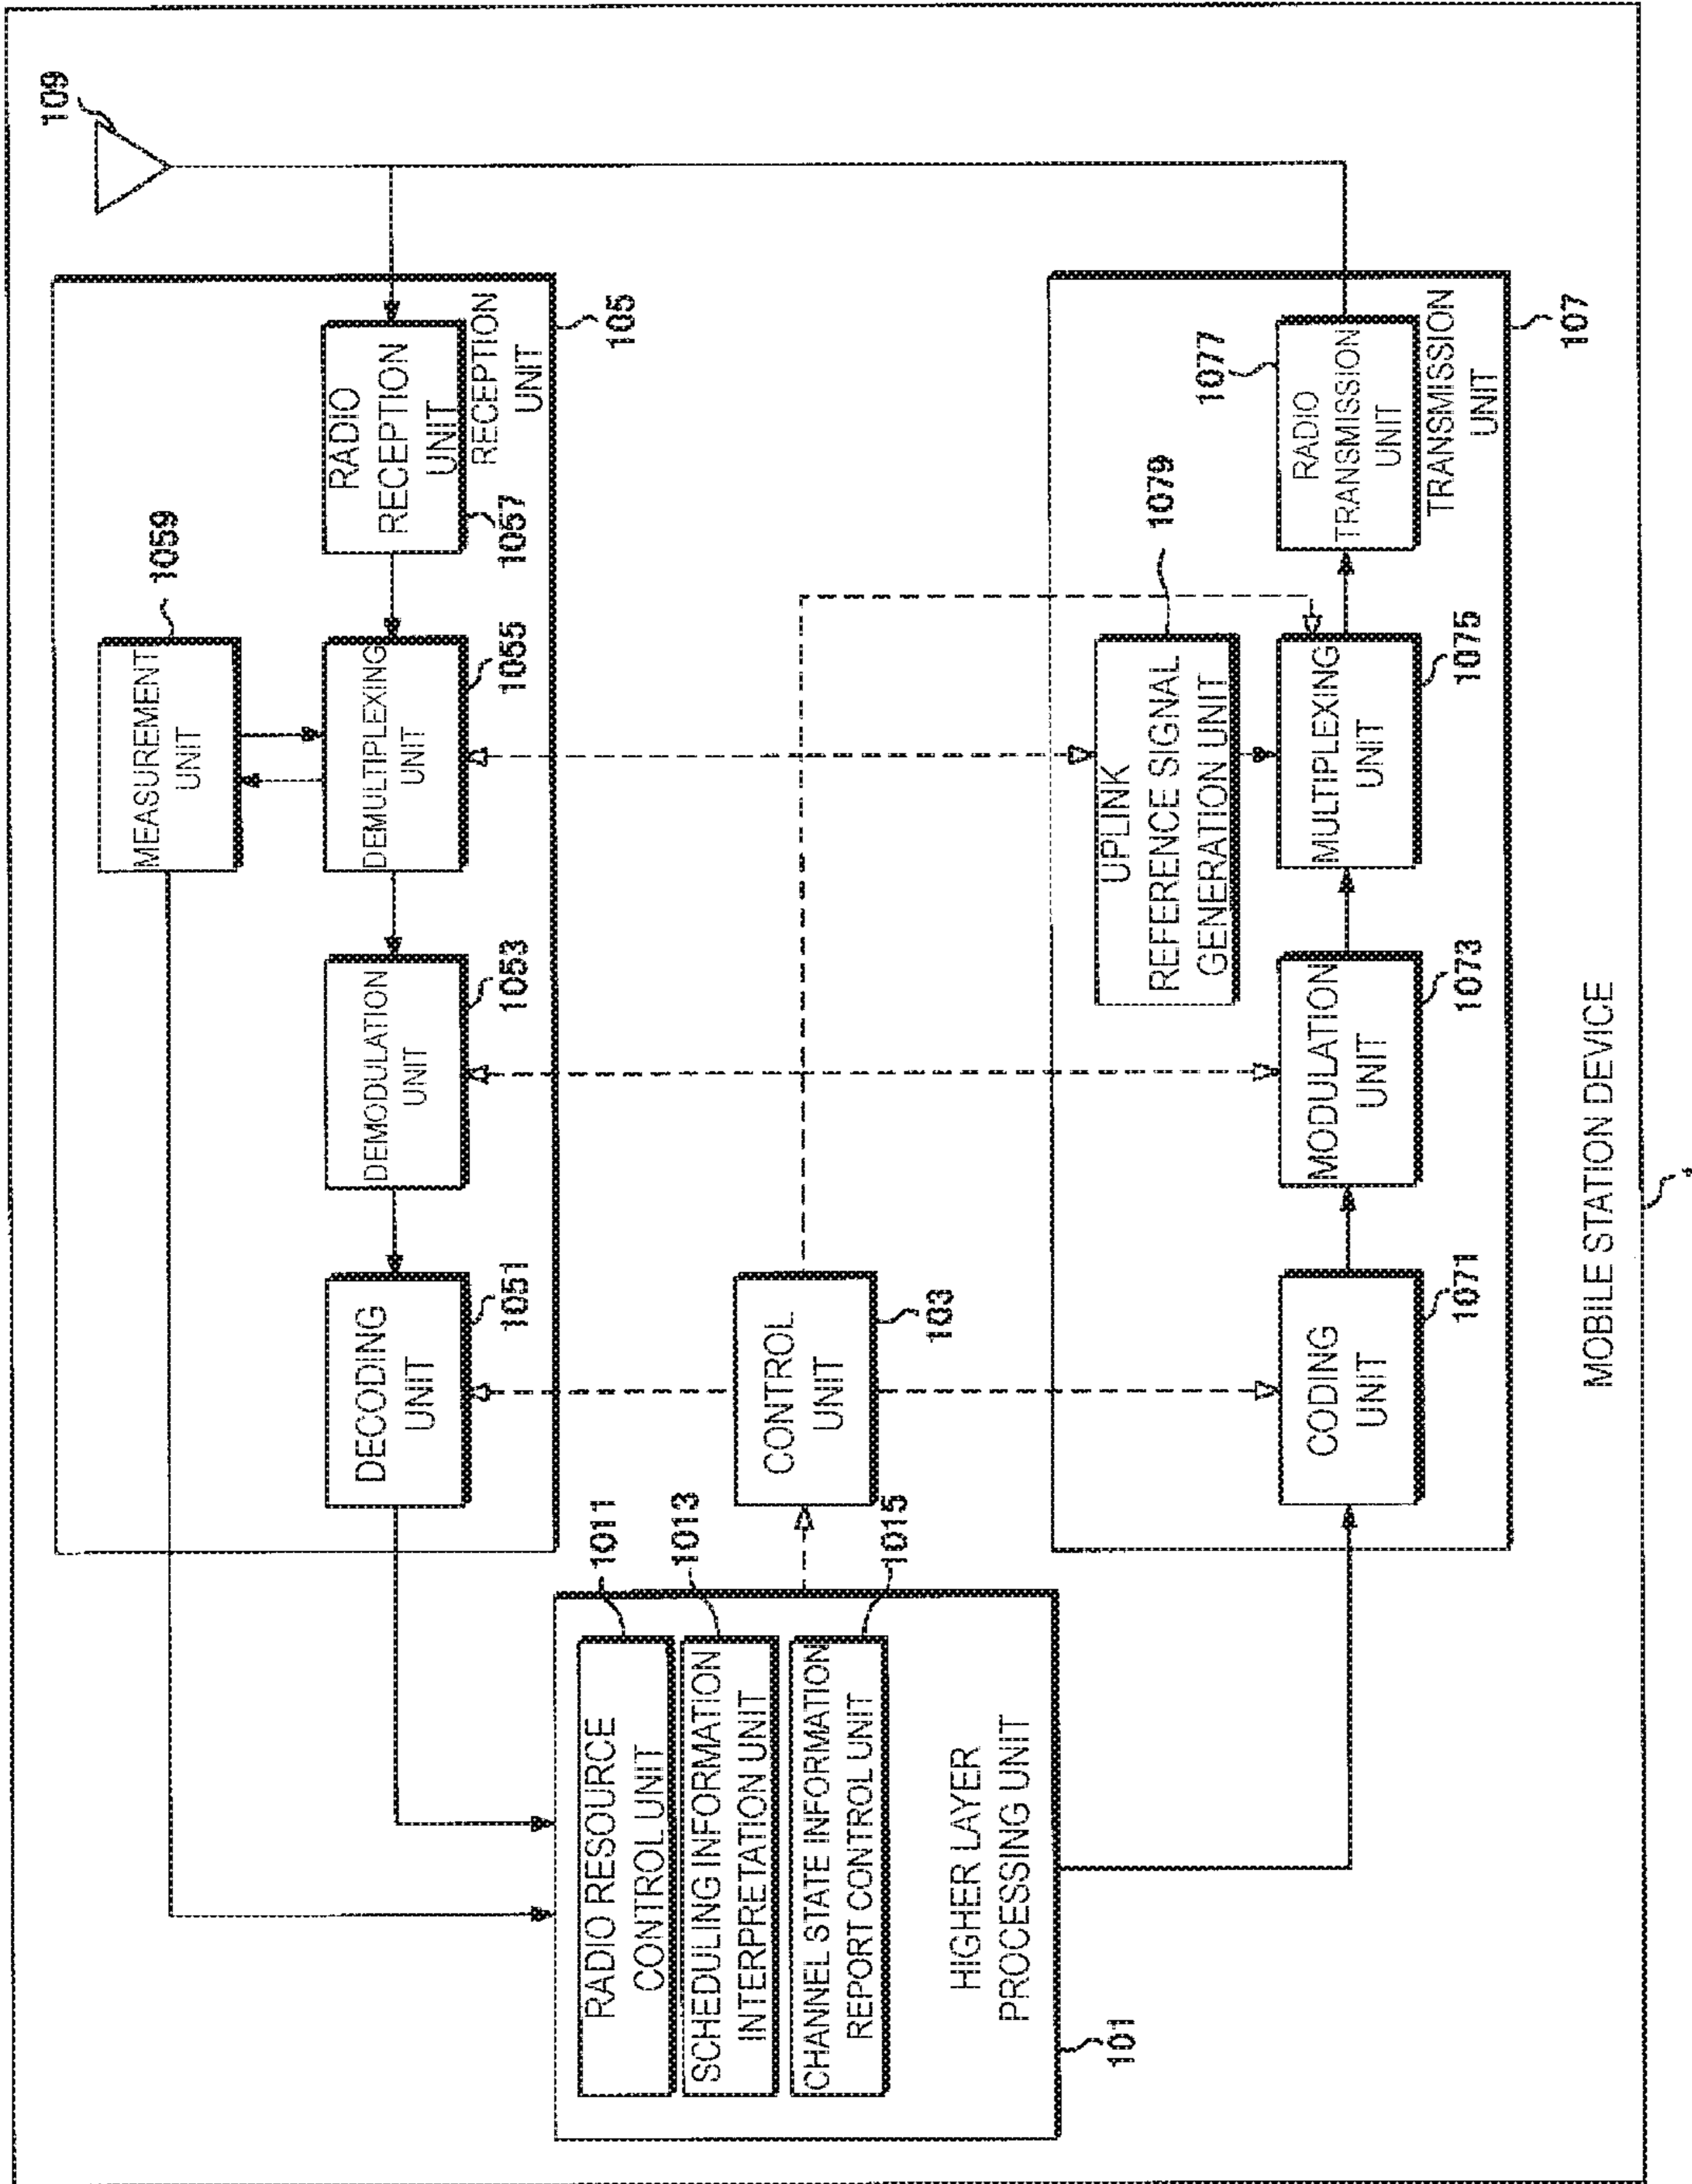 109
MEASUREMENT
UNIT
1059
DECODING
UNIT
1051
DEMODULATION
UNIT
1053
DEMULTIPLEXING
UNIT
1055
RADIO
RECEPTION
UNIT
1057
RECEPTION
UNIT
105
RADIO RESOURCE
CONTROL UNIT
1011
SCHEDULING INFORMATION
INTERPRETATION UNIT
1013
CHANNEL STATE INFORMATION
REPORT CONTROL UNIT
1015
HIGHER LAYER
PROCESSING UNIT
101
CONTROL
UNIT
103
UPLINK
REFERENCE SIGNAL
GENERATION UNIT
1079
CODING
UNIT
1071
MODULATION
UNIT
1073
MULTIPLEXING
UNIT
1075
RADIO
TRANSMISSION
UNIT
1077
TRANSMISSION
UNIT
107
MOBILE STATION DEVICE